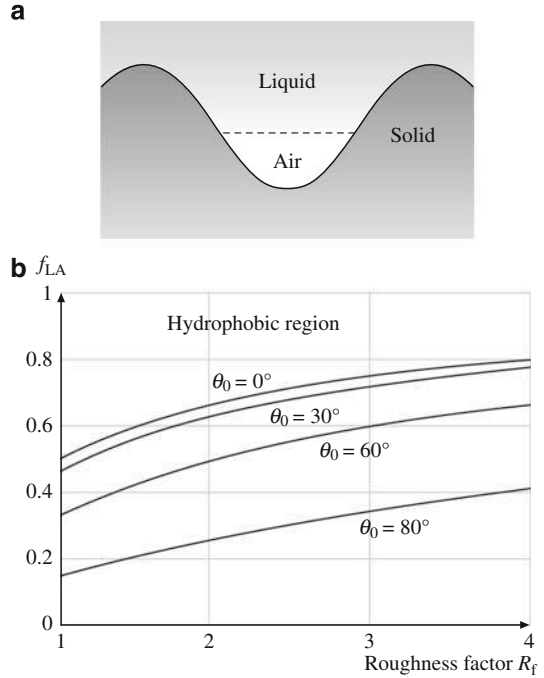 a
Liquid
Solid
Air
b
f_LA
1
Hydrophobic region
0.8
θ₀ = 0°
θ₀ = 30°
0.6
θ₀ = 60°
0.4
θ₀ = 80°
0.2
0
1 2 3 4
Roughness factor R_f